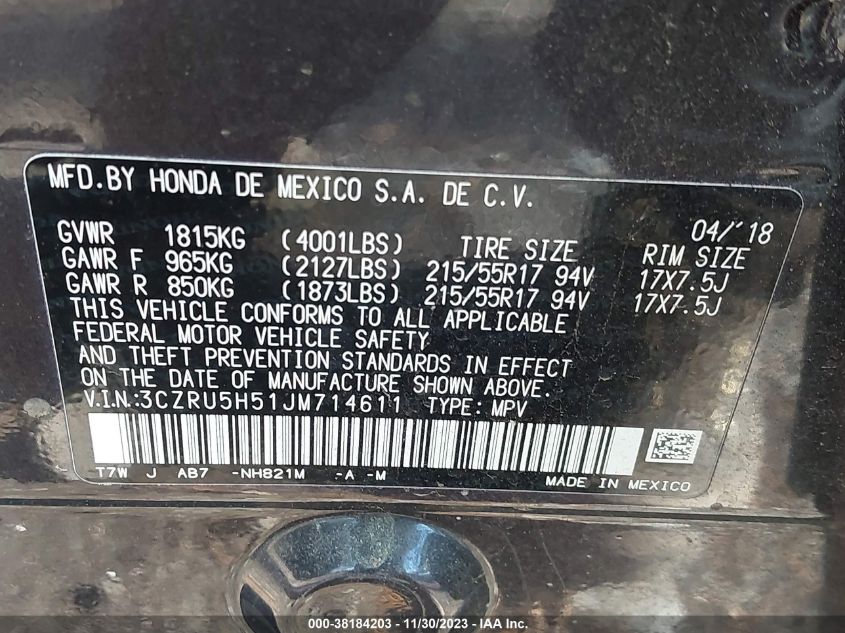 MFD.BY HONDA DE MEXICO S.A. DE C.V.
04/'18
GVWR 1815KG (4001LBS) TIRE SIZE RIM SIZE
GAWR F 965KG (2127LBS) 215/55R17 94V 17X7.5J
GAWR R 850KG (1873LBS) 215/55R17 94V 17X7.5J
THIS VEHICLE CONFORMS TO ALL APPLICABLE
FEDERAL MOTOR VEHICLE SAFETY
AND THEFT PREVENTION STANDARDS IN EFFECT
ON THE DATE OF MANUFACTURE SHOWN ABOVE.
V.I.N.:3CZRU5H51JM714611 TYPE: MPV
T7W J AB7 -NH821M -A -M
MADE IN MEXICO
000-38184203 - 11/30/2023 - IAA Inc.